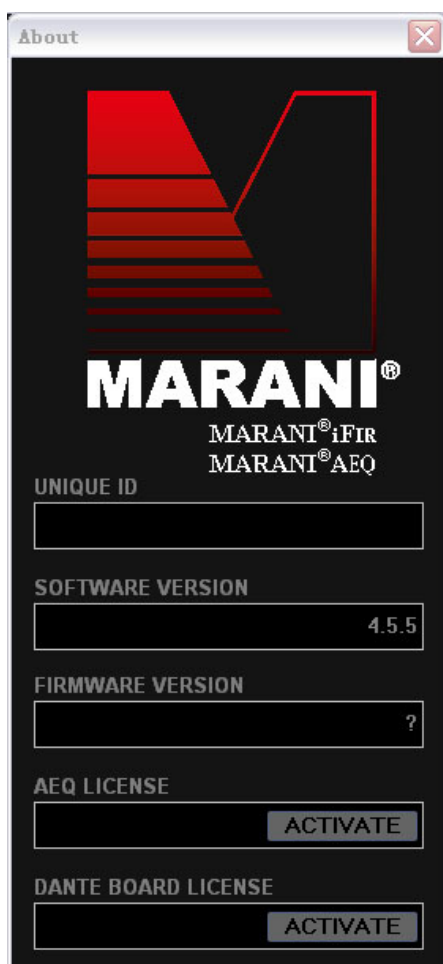 About
MARANI®
MARANI®iFIR
MARANI®AEQ
UNIQUE ID
SOFTWARE VERSION
4.5.5
FIRMWARE VERSION
?
AEQ LICENSE
ACTIVATE
DANTE BOARD LICENSE
ACTIVATE